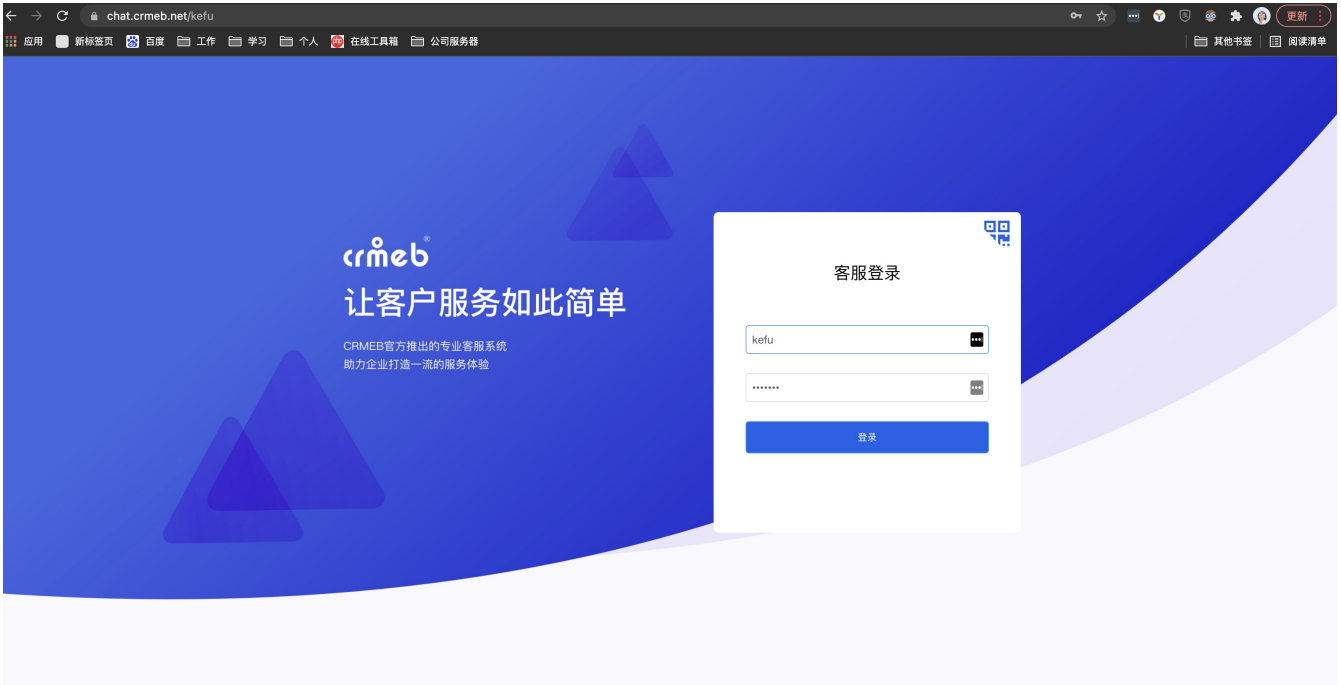 chat.crmeb.net/kefu
更新
应用 新标签页 百度 工作 学习 个人 在线工具箱 公司服务器 其他书签 阅读清单
crmeb®
让客户服务如此简单
CRMEB官方推出的专业客服系统
助力企业打造一流的服务体验
客服登录
kefu
•••••••
登录